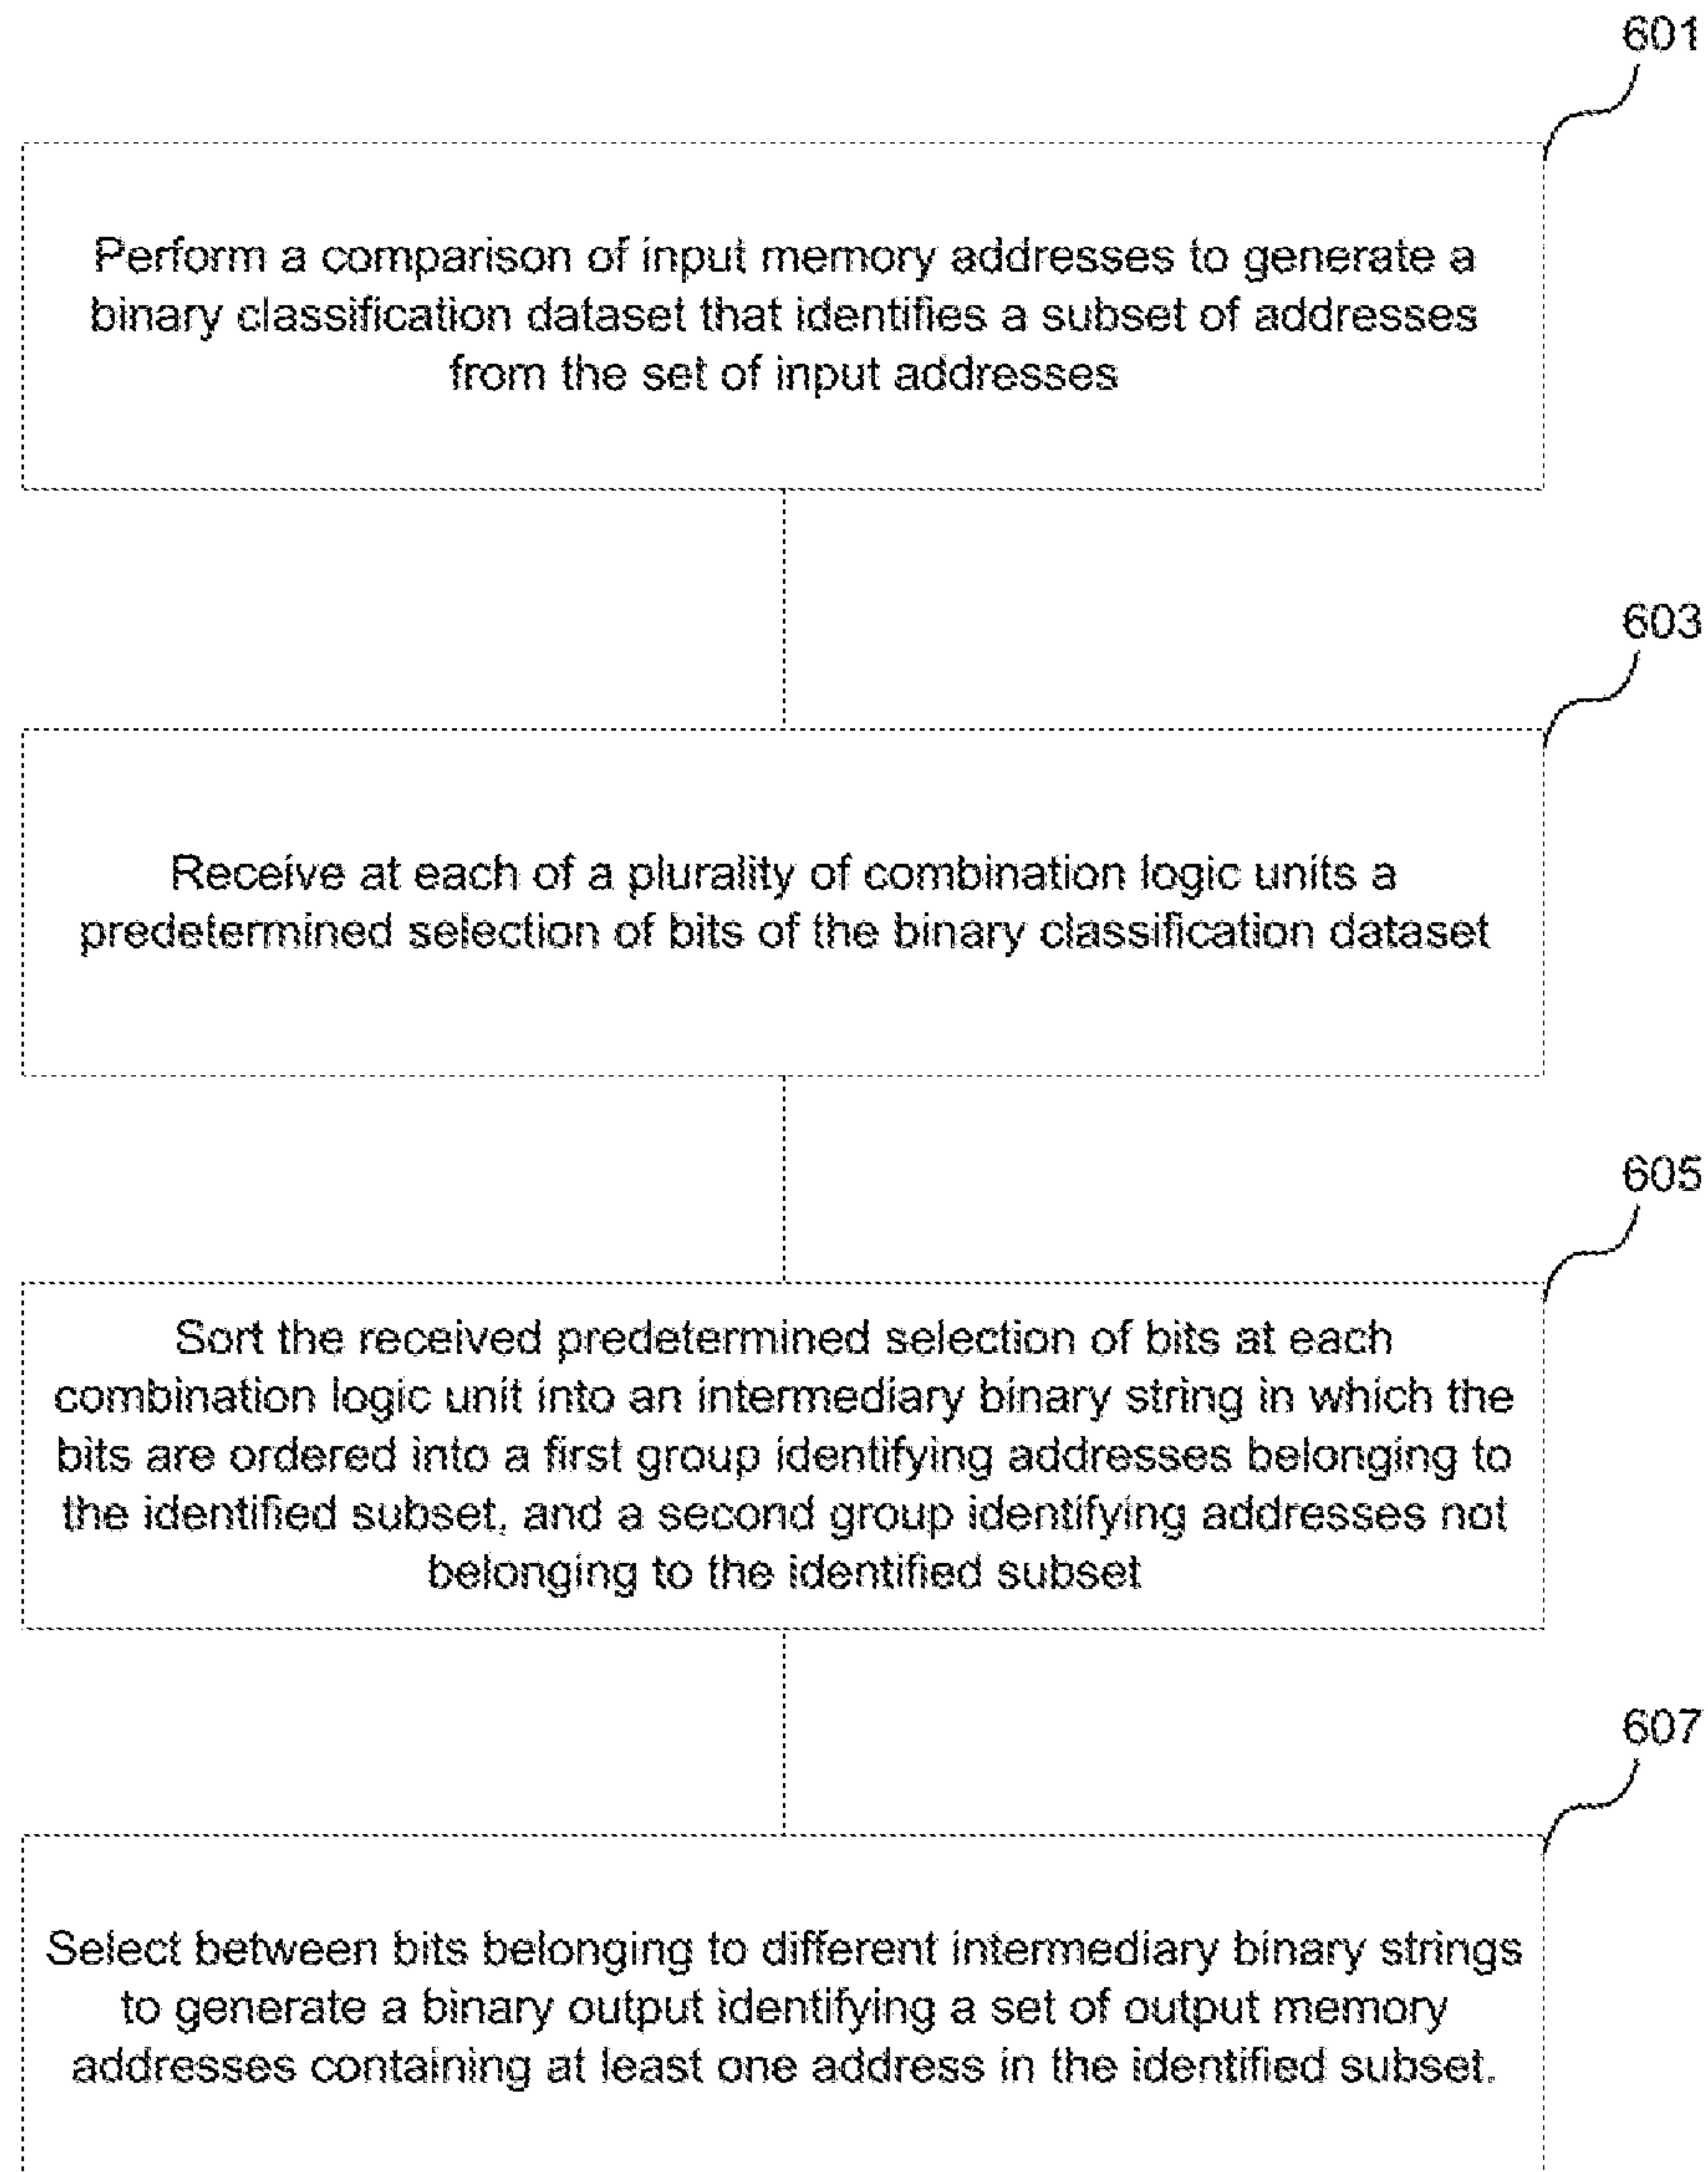 601
Perform a comparison of input memory addresses to generate a
binary classification dataset that identifies a subset of addresses
from the set of input addresses
603
Receive at each of a plurality of combination logic units a
predetermined selection of bits of the binary classification dataset
605
Sort the received predetermined selection of bits at each
combination logic unit into an intermediary binary string in which the
bits are ordered into a first group identifying addresses belonging to
the identified subset, and a second group identifying addresses not
belonging to the identified subset
607
Select between bits belonging to different intermediary binary strings
to generate a binary output identifying a set of output memory
addresses containing at least one address in the identified subset.